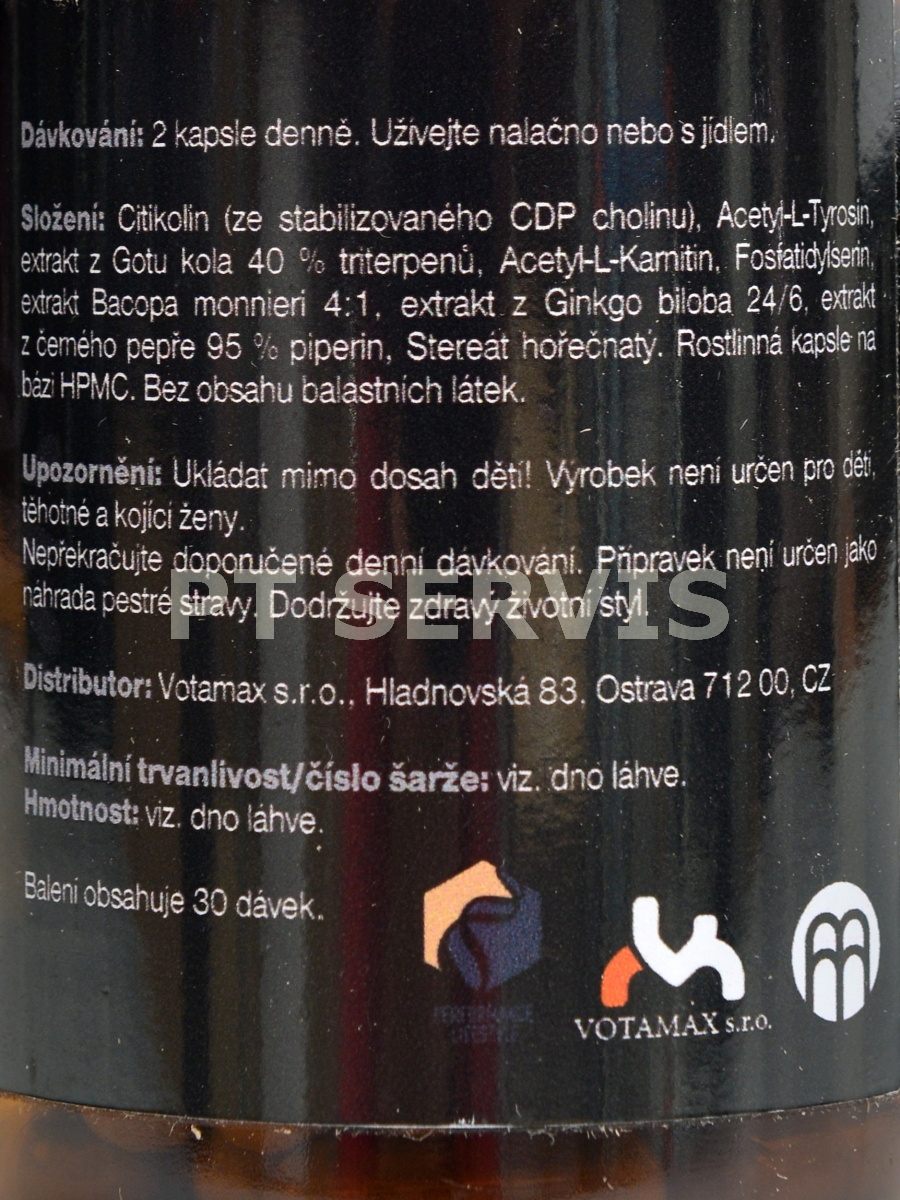 Dávkování: 2 kapsle denně. Užívejte nalačno nebo s jídlem.
Složení: Citikolin (ze stabilizovaného CDP cholinu), Acetyl-L-Tyrosin,
extrakt z Gotu kola 40 % triterpenů, Acetyl-L-Karnitin, Fosfatidylserin,
extrakt Bacopa monnieri 4:1, extrakt z Ginkgo biloba 24/6, extrakt
z černého pepře 95 % piperin, Stereát hořečnatý. Rostlinná kapsle na
bázi HPMC. Bez obsahu balastních látek.
Upozornění: Ukládat mimo dosah dětí! Výrobek není určen pro děti,
těhotné a kojící ženy.
Nepřekračujte doporučené denní dávkování. Přípravek není určen jako
náhrada pestré stravy. Dodržujte zdravý životní styl.
PT SERVIS
Distributor: Votamax s.r.o., Hladnovská 83, Ostrava 712 00, CZ
Minimální trvanlivost/číslo šarže: viz. dno láhve.
Hmotnost: viz. dno láhve.
Balení obsahuje 30 dávek.
PERFORMANCE
LIFESTYLE
VOTAMAX s.r.o.